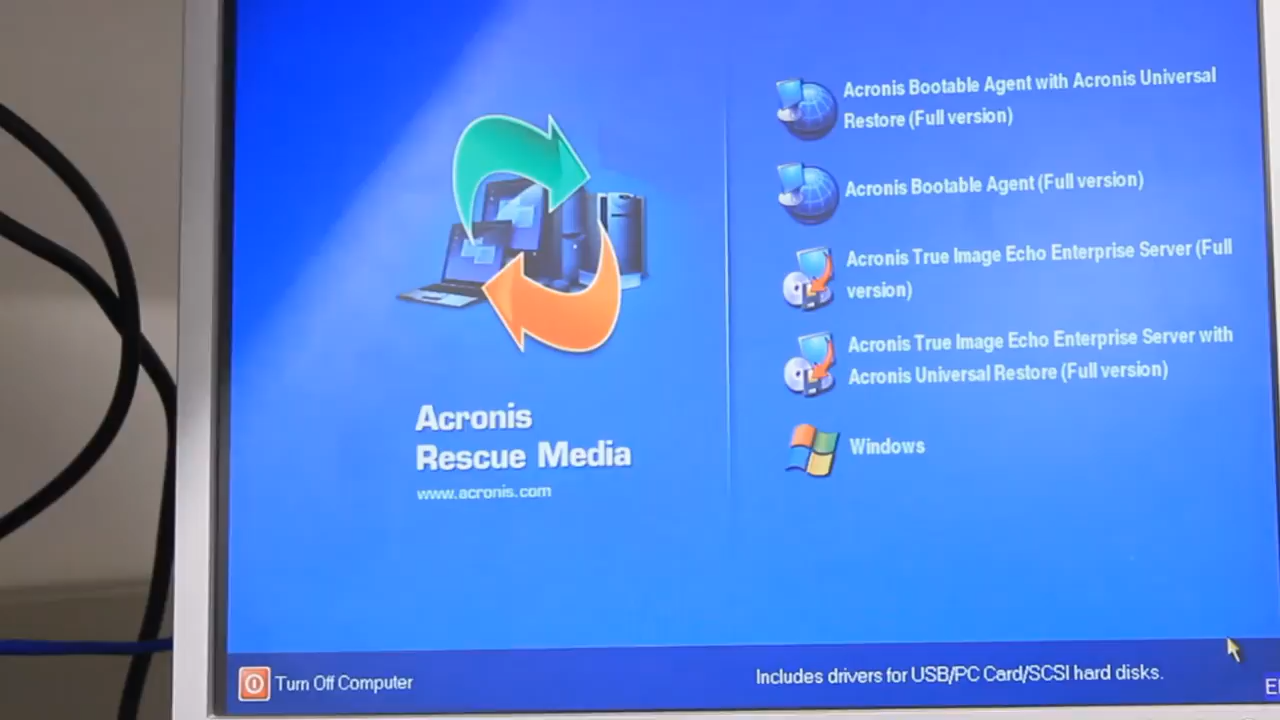 Acronis Bootable Agent with Acronis Universal
Restore (Full version)
Acronis Bootable Agent (Full version)
Acronis True Image Echo Enterprise Server (Full
version)
Acronis True Image Echo Enterprise Server with
Acronis Universal Restore (Full version)
Windows
Acronis
Rescue Media
www.acronis.com
Turn Off Computer
Includes drivers for USB/PC Card/SCSI hard disks.